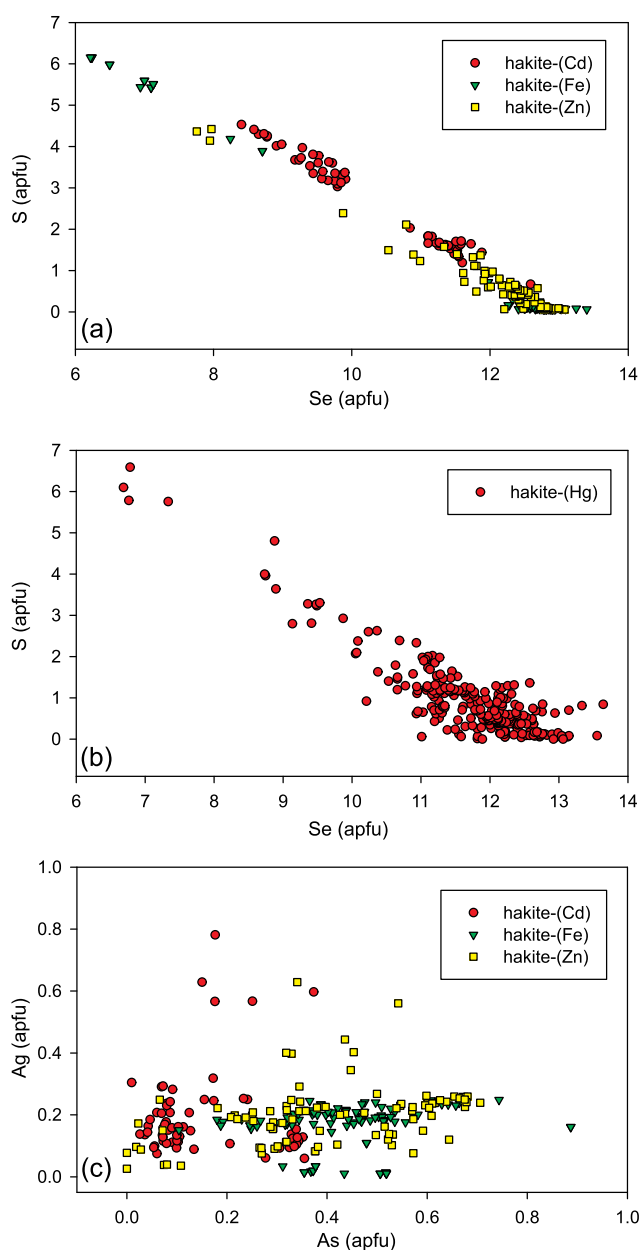 7
6
5
4
3
2
1
0
S (apfu)
hakite-(Cd)
hakite-(Fe)
hakite-(Zn)
(a)
6 8 10 12 14
Se (apfu)
7
6
5
4
3
2
1
0
S (apfu)
hakite-(Hg)
(b)
6 7 8 9 10 11 12 13 14
Se (apfu)
1.0
0.8
0.6
0.4
0.2
0.0
Ag (apfu)
hakite-(Cd)
hakite-(Fe)
hakite-(Zn)
(c)
0.0 0.2 0.4 0.6 0.8 1.0
As (apfu)